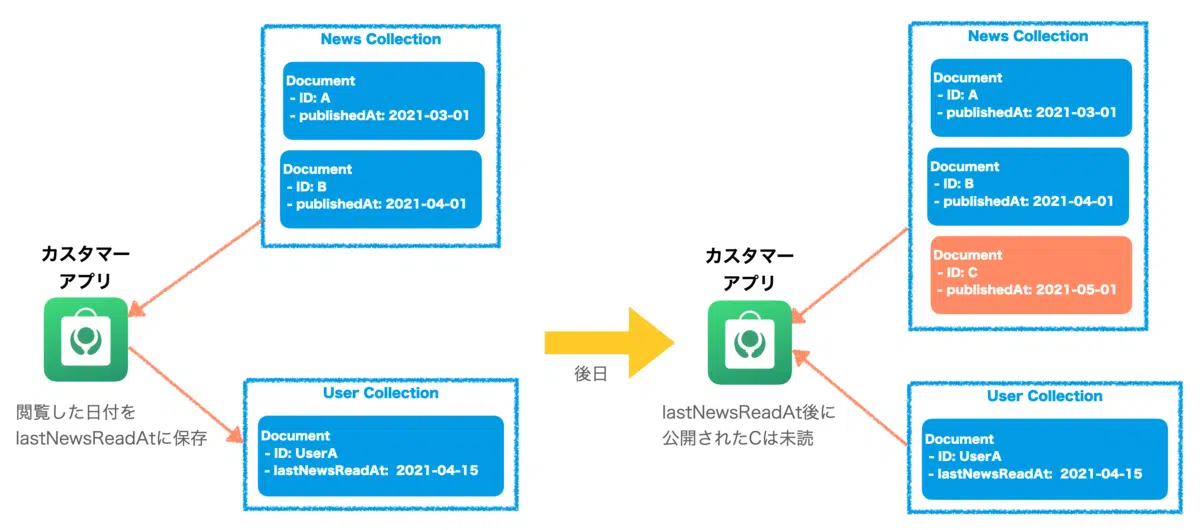 News Collection
Document
- ID: A
- publishedAt: 2021-03-01
Document
- ID: B
- publishedAt: 2021-04-01
カスタマー
アプリ
閲覧した日付を
lastNewsReadAtに保存
User Collection
Document
- ID: UserA
- lastNewsReadAt: 2021-04-15
後日
News Collection
Document
- ID: A
- publishedAt: 2021-03-01
Document
- ID: B
- publishedAt: 2021-04-01
Document
- ID: C
- publishedAt: 2021-05-01
カスタマー
アプリ
lastNewsReadAt後に
公開されたCは未読
User Collection
Document
- ID: UserA
- lastNewsReadAt: 2021-04-15